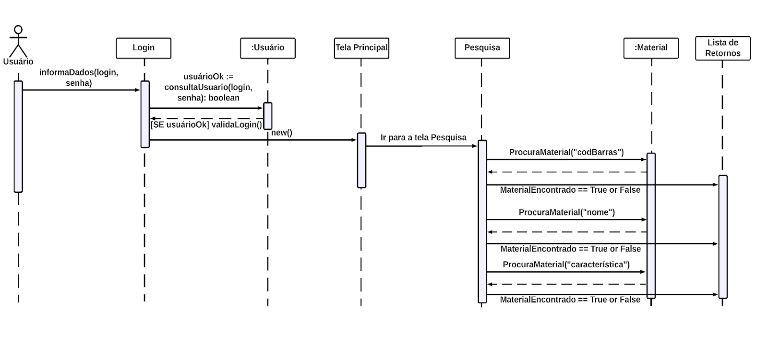 Usuário
Login
:Usuário
Tela Principal
Pesquisa
:Material
Lista de
Retornos
informaDados(login,
senha)
usuárioOk :=
consultaUsuario(login,
senha): boolean
[SE usuárioOk] validaLogin()
new()
Ir para a tela Pesquisa
ProcuraMaterial("codBarras")
MaterialEncontrado == True or False
ProcuraMaterial("nome")
MaterialEncontrado == True or False
ProcuraMaterial("característica")
MaterialEncontrado == True or False